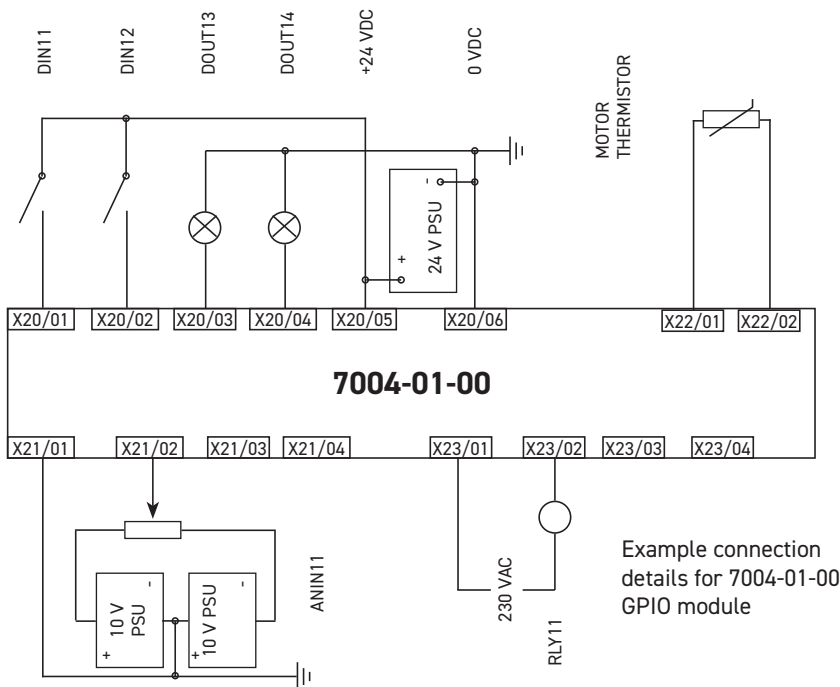 DIN11
DIN12
DOUT13
DOUT14
+24 VDC
0 VDC
MOTOR
THERMISTOR
-
+
24 V PSU
X20/01
X20/02
X20/03
X20/04
X20/05
X20/06
X22/01
X22/02
7004-01-00
X21/01
X21/02
X21/03
X21/04
X23/01
X23/02
X23/03
X23/04
-
+
10 V
PSU
-
+
10 V PSU
ANIN11
230 VAC
RLY11
Example connection
details for 7004-01-00
GPIO module